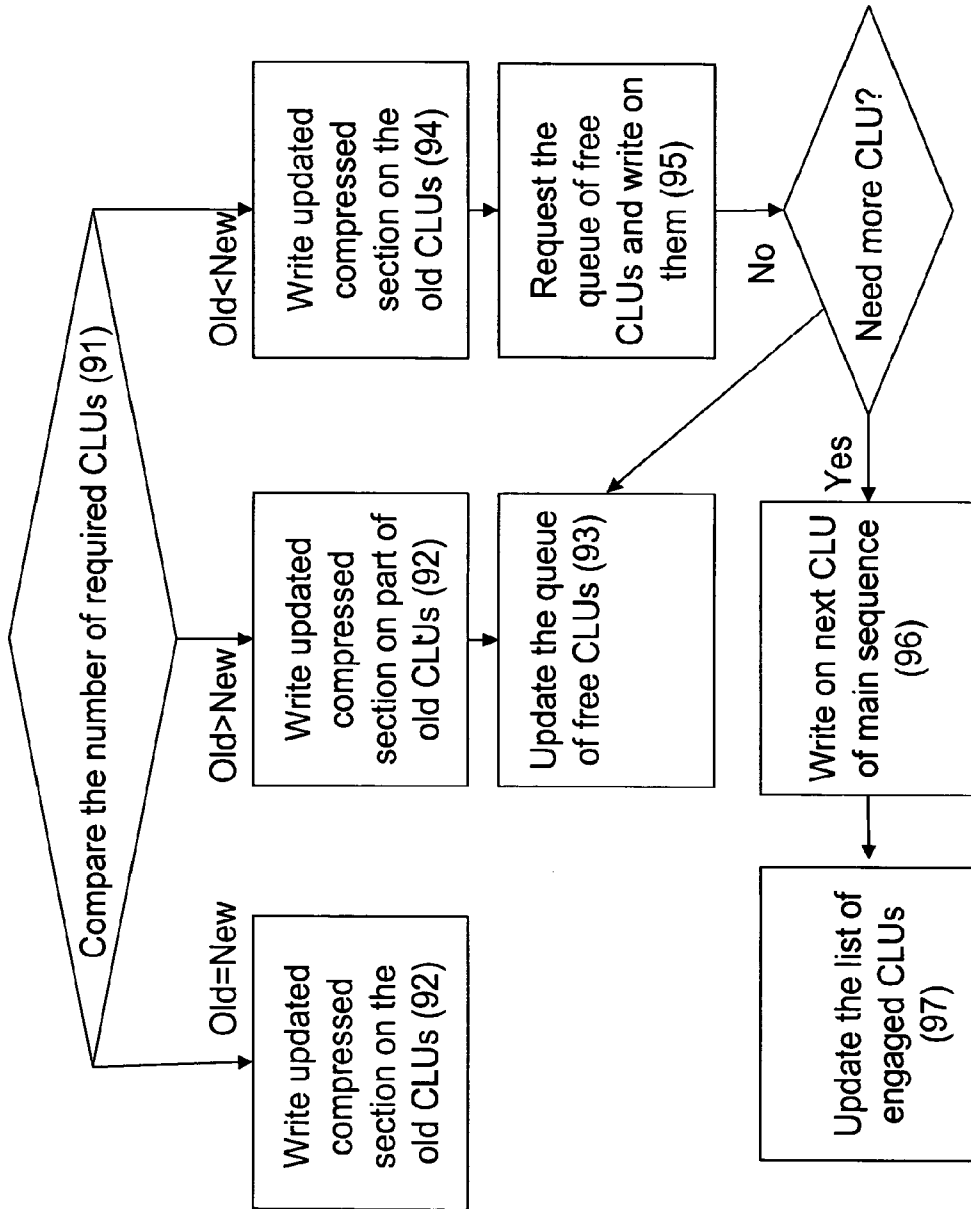 Compare the number of required CLUs (91)
Old=New
Old>New
Old<New
Write updated
compressed
section on the
old CLUs (92)
Write updated
compressed
section on part of
old CLUs (92)
Write updated
compressed
section on the
old CLUs (94)
Update the queue
of free CLUs (93)
Request the
queue of free
CLUs and write on
them (95)
No
Need more CLU?
Yes
Write on next CLU
of main sequence
(96)
Update the list of
engaged CLUs
(97)